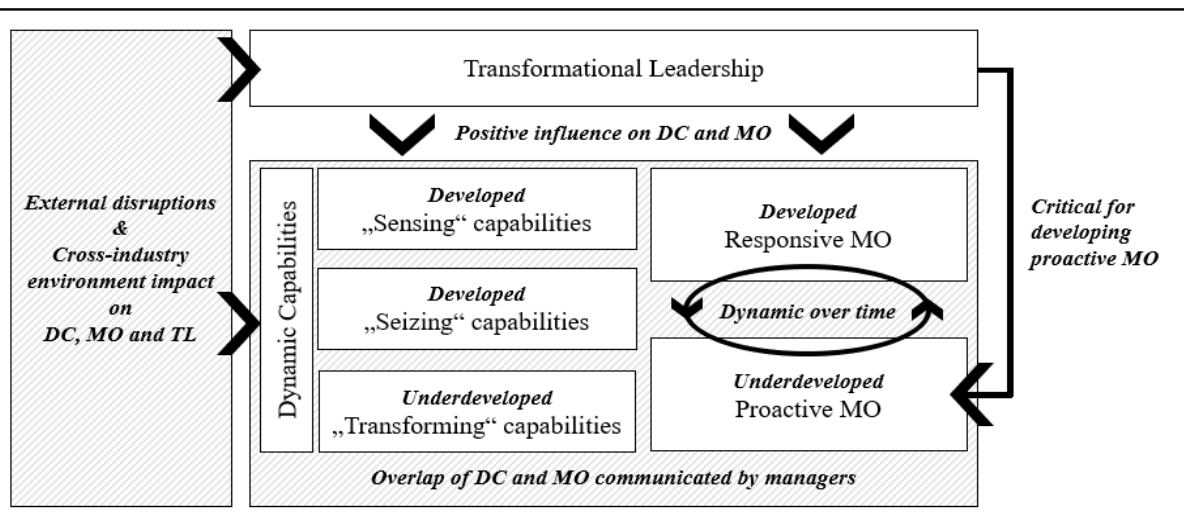 Transformational Leadership
Positive influence on DC and MO
External disruptions
&
Cross-industry
environment impact
on
DC, MO and TL
Dynamic Capabilities
Developed
„Sensing“ capabilities
Developed
„Seizing“ capabilities
Underdeveloped
„Transforming“ capabilities
Developed
Responsive MO
Dynamic over time
Underdeveloped
Proactive MO
Overlap of DC and MO communicated by managers
Critical for
developing
proactive MO